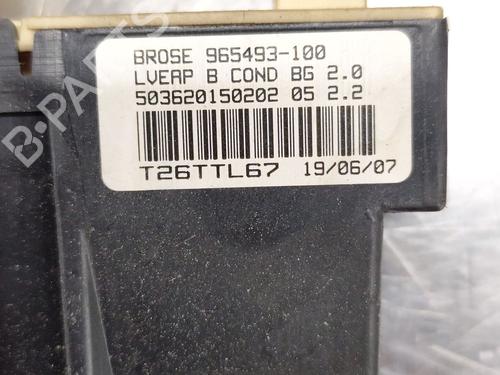 BROSE 965493-100
LVEAP B COND BG 2.0
503620150202 05 2.2
T26TTL67 19/06/07
B-PARTS